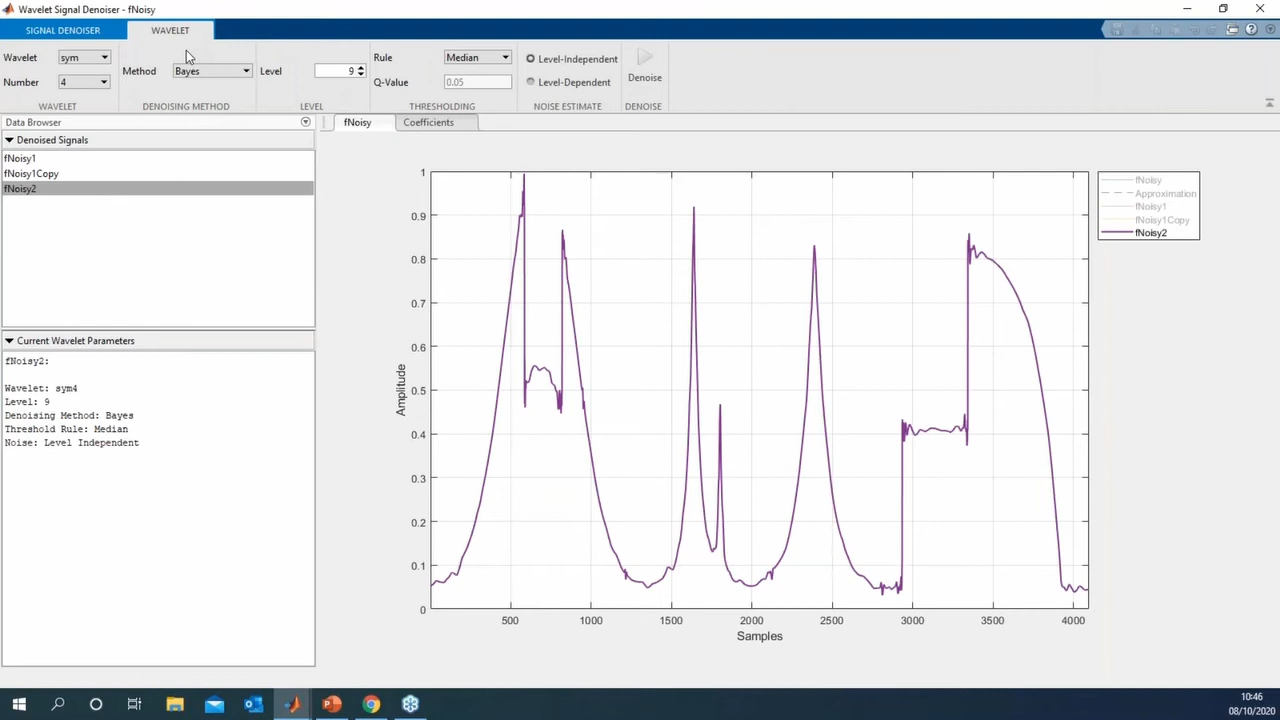 Wavelet Signal Denoiser - fNoisy
SIGNAL DENOISER
WAVELET
Wavelet
sym
Number
4
WAVELET
Method
Bayes
DENOISING METHOD
Level
9
LEVEL
Rule
Median
Q-Value
0.05
THRESHOLDING
Level-Independent
Level-Dependent
NOISE ESTIMATE
Denoise
DENOISE
Data Browser
Denoised Signals
fNoisy1
fNoisy1Copy
fNoisy2
Current Wavelet Parameters
fNoisy2:
Wavelet: sym4
Level: 9
Denoising Method: Bayes
Threshold Rule: Median
Noise: Level Independent
fNoisy
Coefficients
1
0.9
0.8
0.7
0.6
0.5
0.4
0.3
0.2
0.1
0
Amplitude
500
1000
1500
2000
2500
3000
3500
4000
Samples
fNoisy
Approximation
fNoisy1
fNoisy1Copy
fNoisy2
10:46
08/10/2020